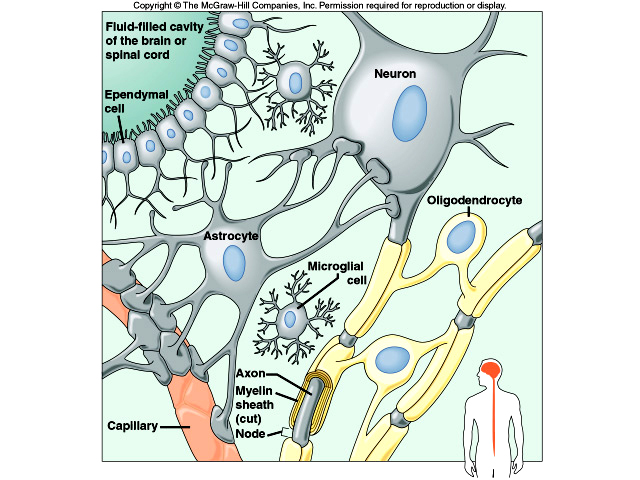 Copyright © The McGraw-Hill Companies, Inc. Permission required for reproduction or display.
Fluid-filled cavity
of the brain or
spinal cord
Neuron
Ependymal
cell
Oligodendrocyte
Astrocyte
Microglial
cell
Axon
Myelin
sheath
(cut)
Node
Capillary